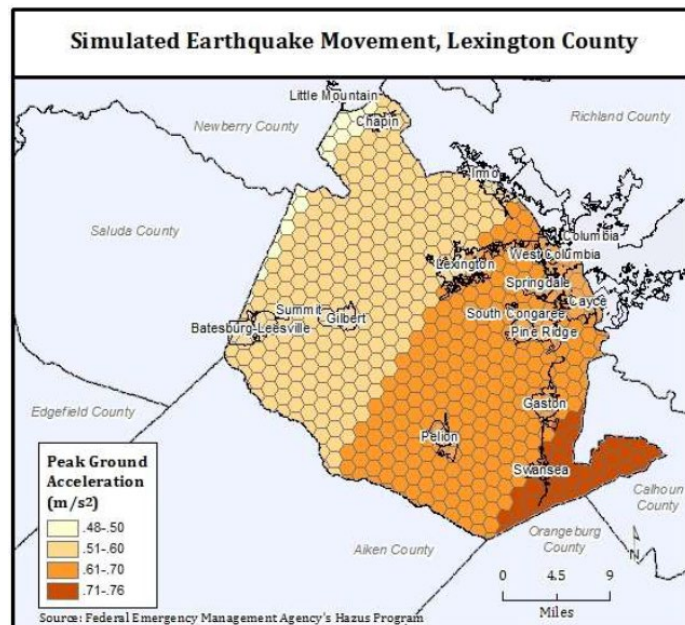 Simulated Earthquake Movement, Lexington County
Little Mountain
Newberry County
Chapin
Richland County
Irmo
Saluda County
Columbia
West Columbia
Lexington
Springdale
Cayce
Summit
Gilbert
South Congaree
Batesburg-Leesville
Pine Ridge
Edgefield County
Gaston
Pelion
Swansea
Calhoun
County
Orangeburg
County
Aiken County
N
Peak Ground
Acceleration
(m/s2)
.48-.50
.51-.60
.61-.70
.71-.76
0 4.5 9
Miles
Source: Federal Emergency Management Agency's Hazus Program